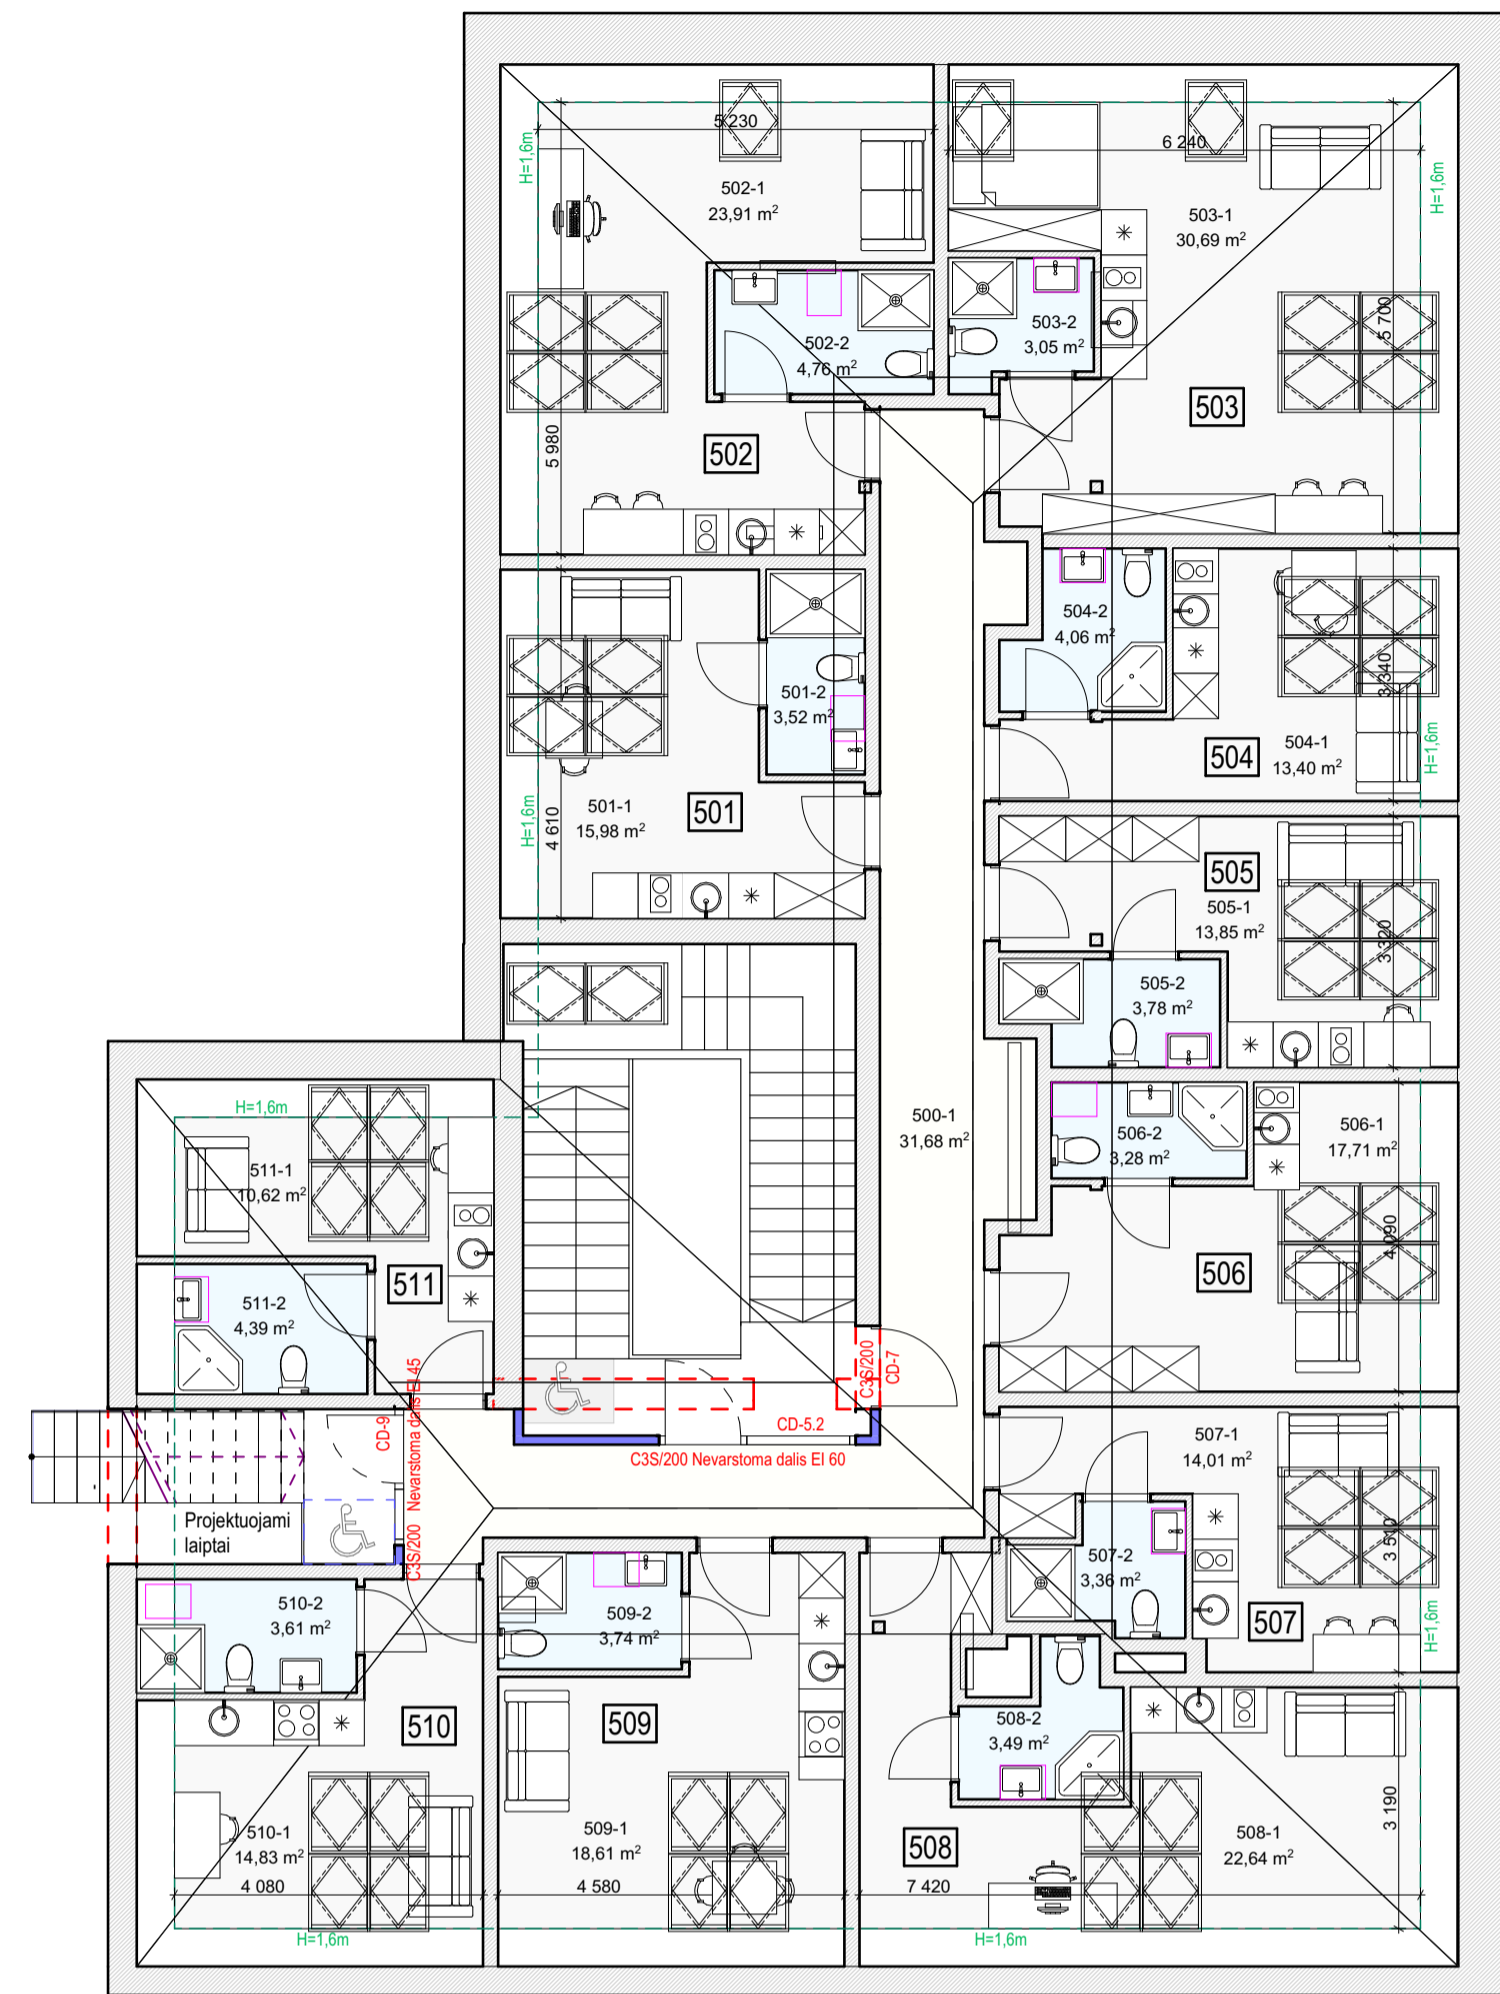 5 230
6 240
H=1,6m
H=1,6m
502-1
23,91 m²
503-1
30,69 m²
502-2
4,76 m²
503-2
3,05 m²
5 700
503
502
5 980
504-2
4,06 m²
3 340
501-2
3,52 m²
504
504-1
13,40 m²
H=1,6m
501-1
15,98 m²
501
4 610
H=1,6m
505
505-1
13,85 m²
3 320
505-2
3,78 m²
500-1
31,68 m²
H=1,6m
506-2
3,28 m²
506-1
17,71 m²
511-1
10,62 m²
4 090
506
511
511-2
4,39 m²
C3S/200
CD-7
CD-5.2
C3S/200 Nevarstoma dalis EI 60
CD-9
C3S/200 Nevarstoma dalis EI 45
507-1
14,01 m²
Projektuojami
laiptai
3 510
507-2
3,36 m²
510-2
3,61 m²
509-2
3,74 m²
507
H=1,6m
510
509
508-2
3,49 m²
510-1
14,83 m²
509-1
18,61 m²
508
508-1
22,64 m²
3 190
4 080
4 580
7 420
H=1,6m
H=1,6m